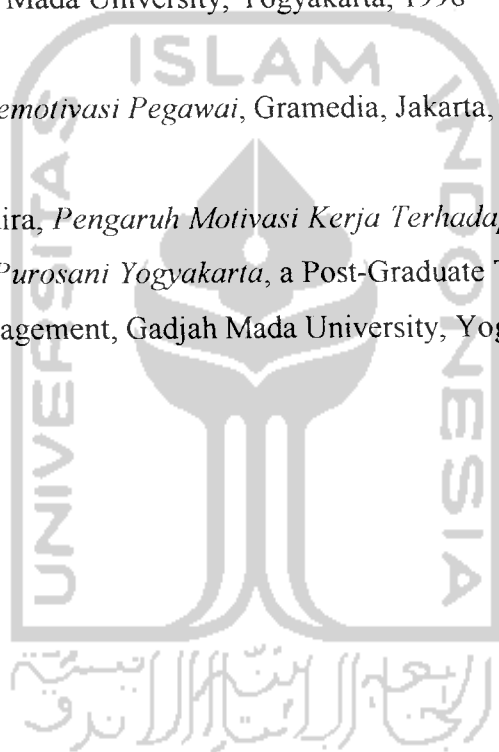 Mada University, Yogyakarta, 1998
emotivasi Pegawai, Gramedia, Jakarta,
ira, Pengaruh Motivasi Kerja Terhadap
Purosani Yogyakarta, a Post-Graduate
agement, Gadjah Mada University, Yog
ISLAM
UNIVERSITAS
INDONESIA